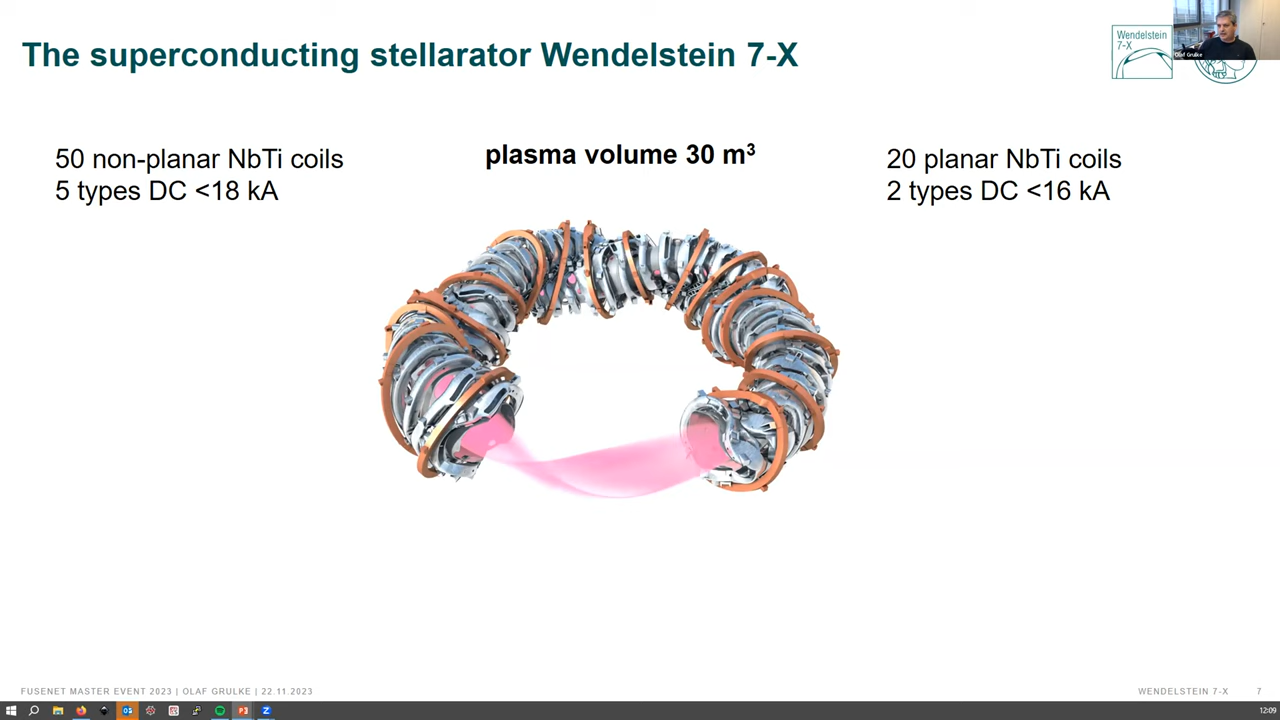 The superconducting stellarator Wendelstein 7-X
Wendelstein
7-X
Olaf Grulke
50 non-planar NbTi coils
5 types DC <18 kA
plasma volume 30 m³
20 planar NbTi coils
2 types DC <16 kA
FUSENET MASTER EVENT 2023 | OLAF GRULKE | 22.11.2023
WENDELSTEIN 7-X
7
12:09